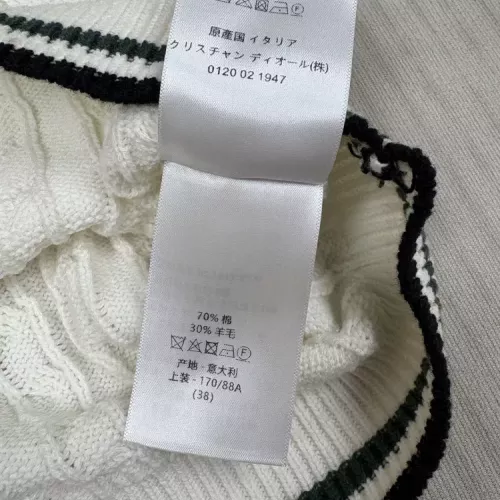 原産国 イタリア
クリスチャン ディオール(株)
0120 02 1947
70% 棉
30% 羊毛
F
产地 - 意大利
上装 - 170/88A
(38)